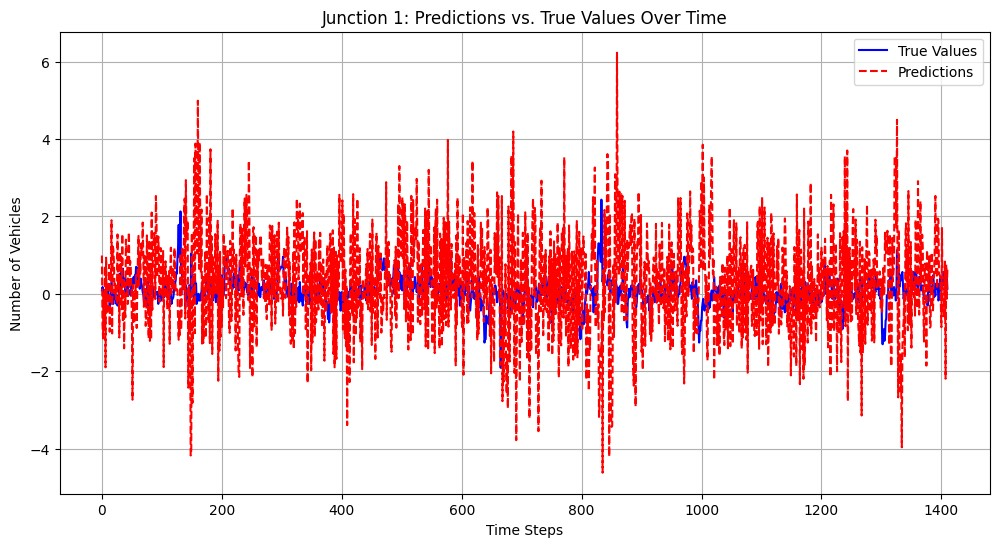 Junction 1: Predictions vs. True Values Over Time
True Values
Predictions
Number of Vehicles
6
4
2
0
−2
−4
0 200 400 600 800 1000 1200 1400
Time Steps